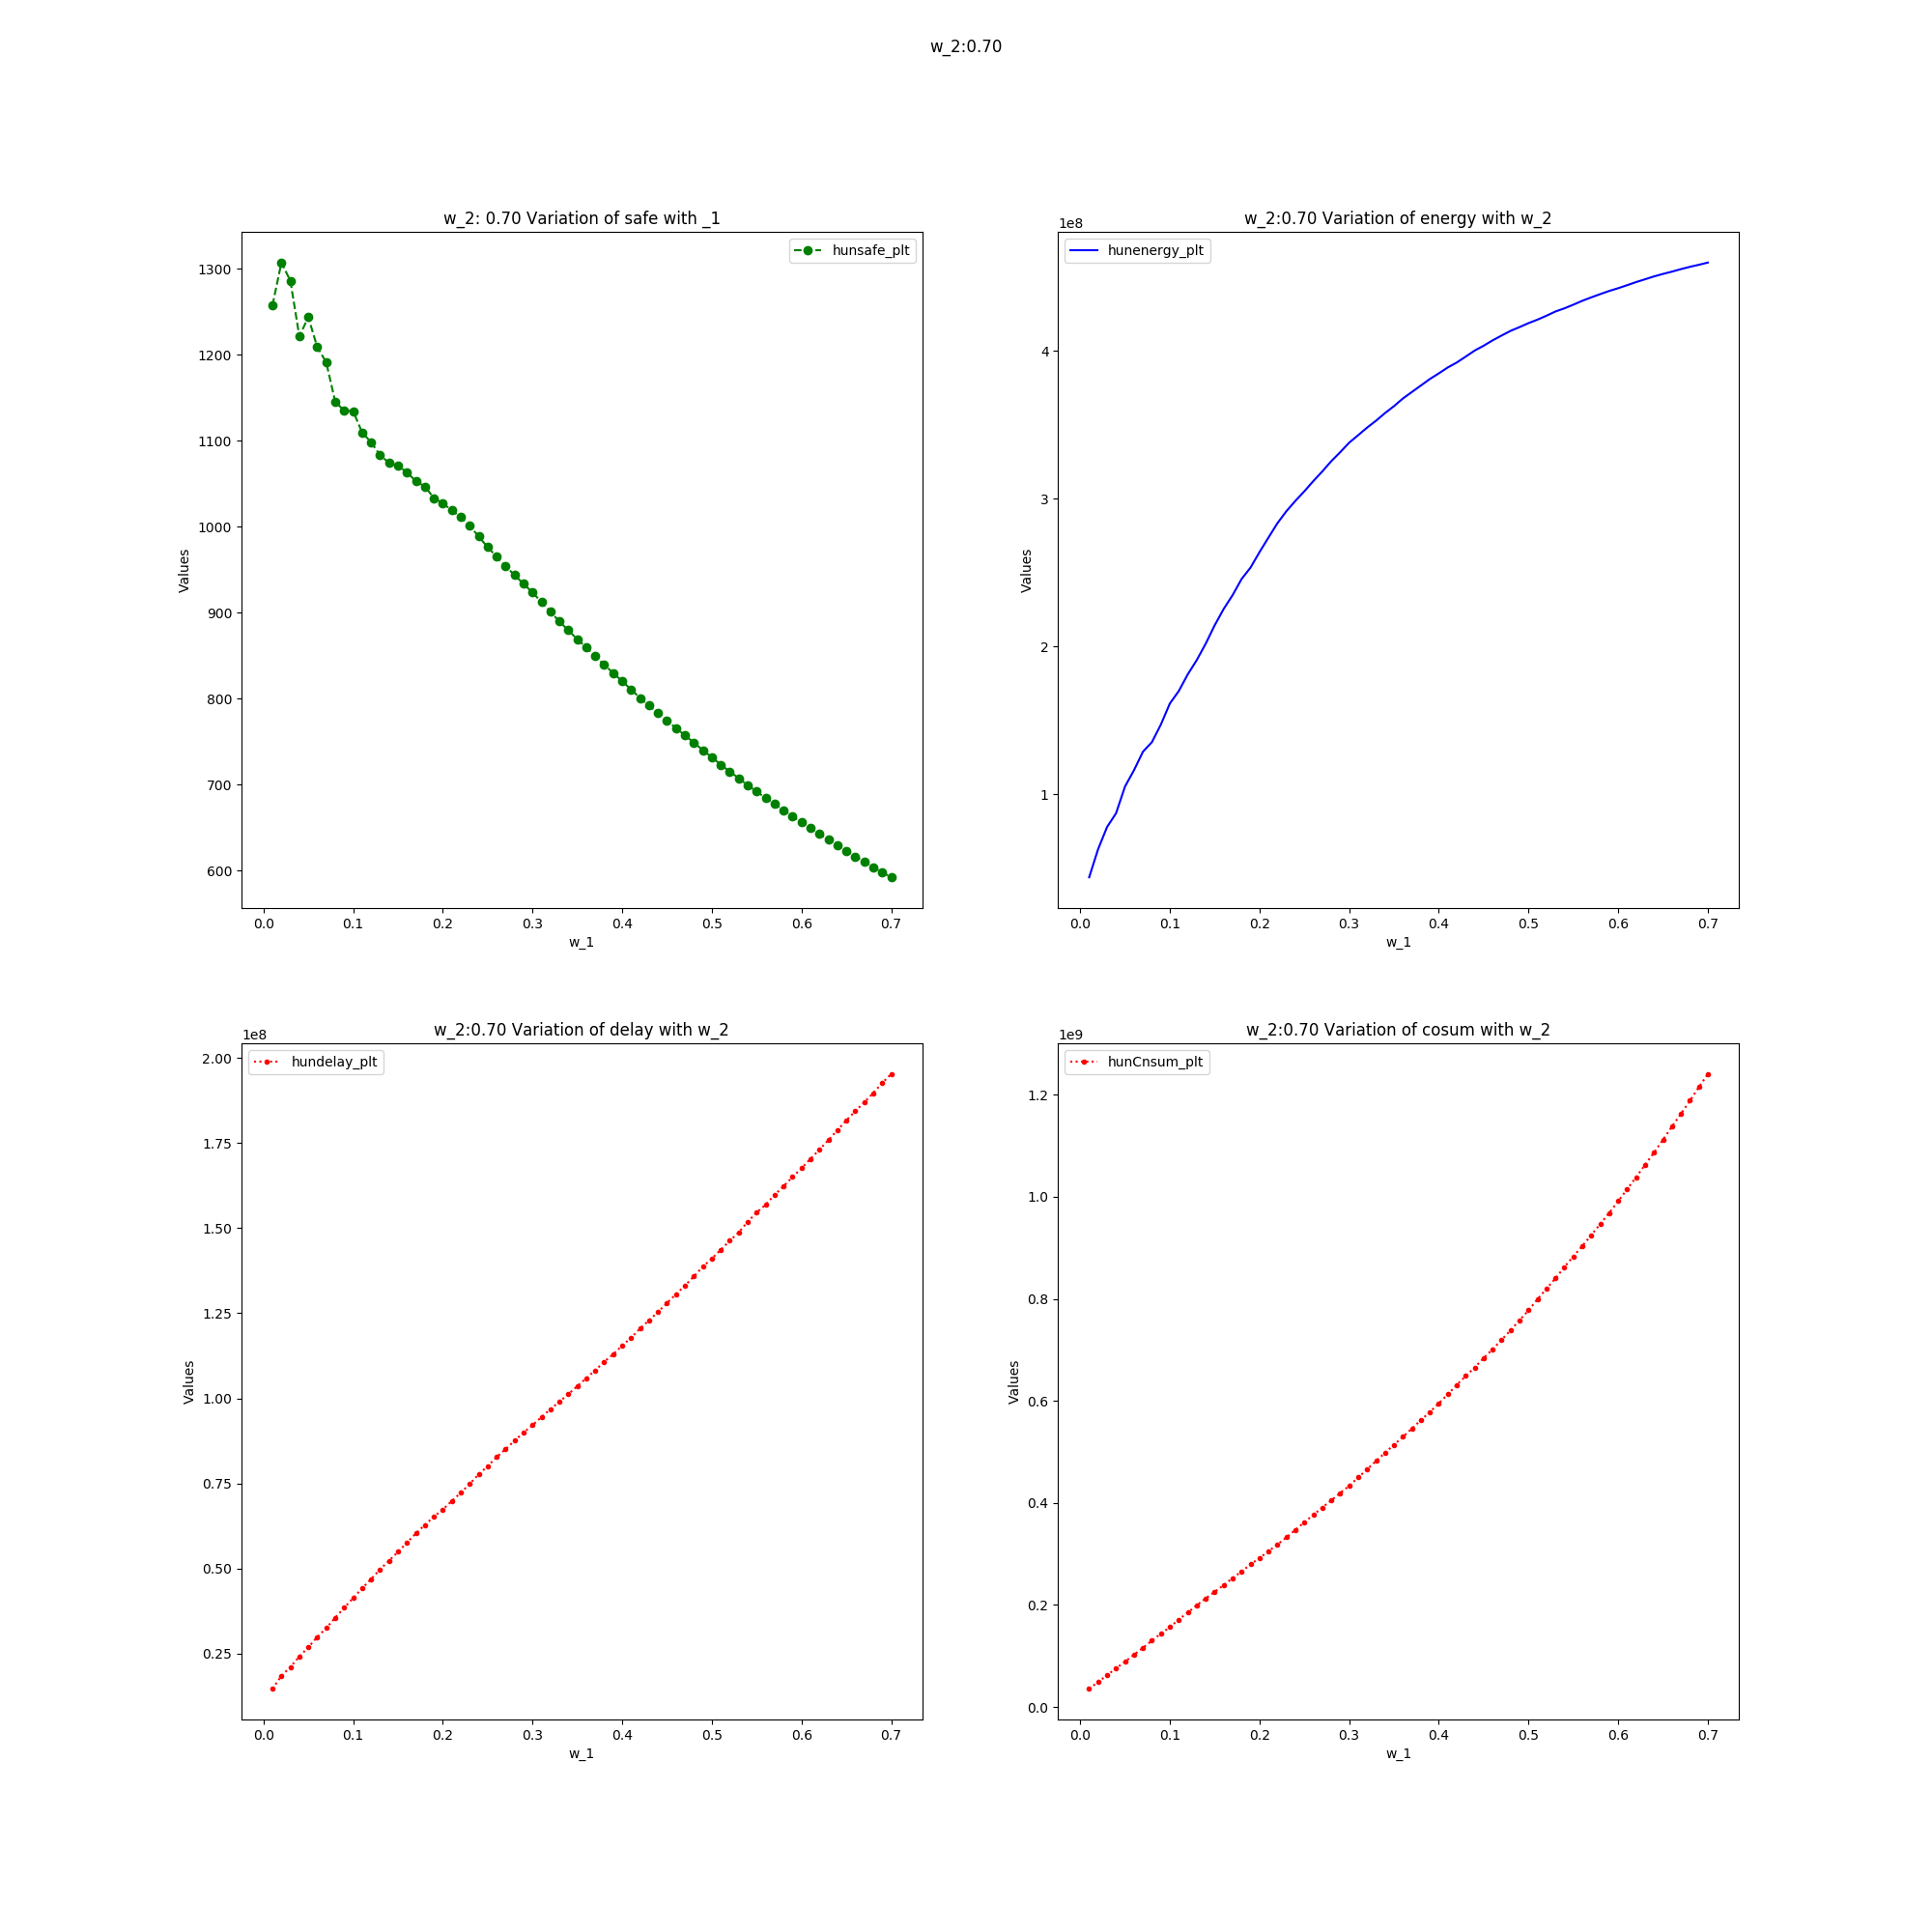 w_2:0.70
w_2: 0.70 Variation of safe with _1
hunsafe_plt
1300
1200
1100
1000
900
800
700
600
Values
0.0 0.1 0.2 0.3 0.4 0.5 0.6 0.7
w_1
w_2:0.70 Variation of energy with w_2
1e8
hunenergy_plt
4
3
2
1
Values
0.0 0.1 0.2 0.3 0.4 0.5 0.6 0.7
w_1
w_2:0.70 Variation of delay with w_2
1e8
hundelay_plt
2.00
1.75
1.50
1.25
1.00
0.75
0.50
0.25
Values
0.0 0.1 0.2 0.3 0.4 0.5 0.6 0.7
w_1
w_2:0.70 Variation of cosum with w_2
1e9
hunCnsum_plt
1.2
1.0
0.8
0.6
0.4
0.2
0.0
Values
0.0 0.1 0.2 0.3 0.4 0.5 0.6 0.7
w_1